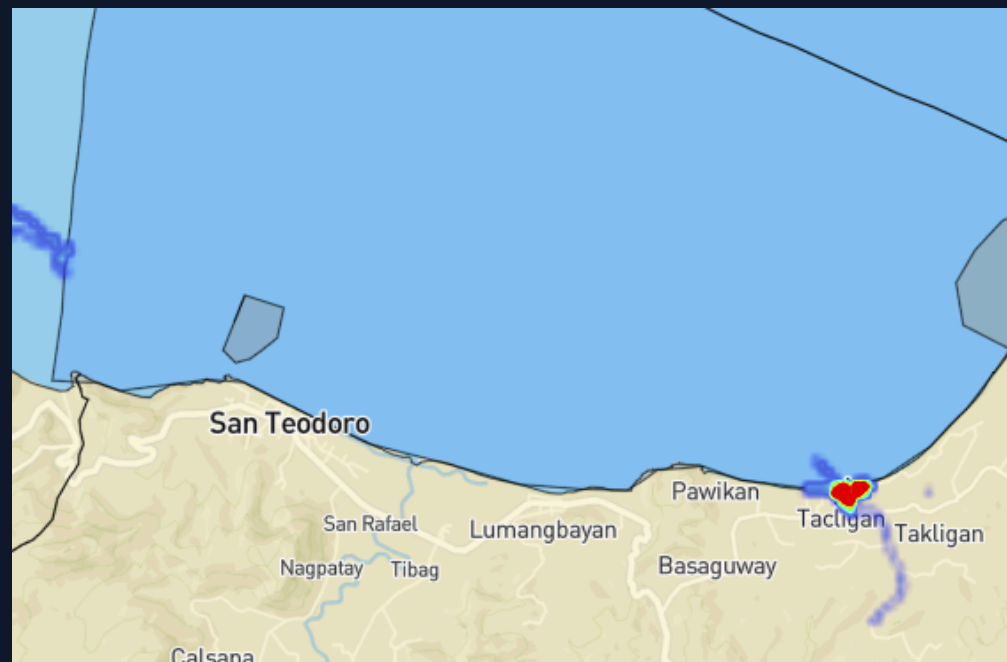 San Teodoro
Pawikan
Tacligan
San Rafael
Lumangbayan
Takligan
Nagpatay
Tibag
Basaguway
Calsapa